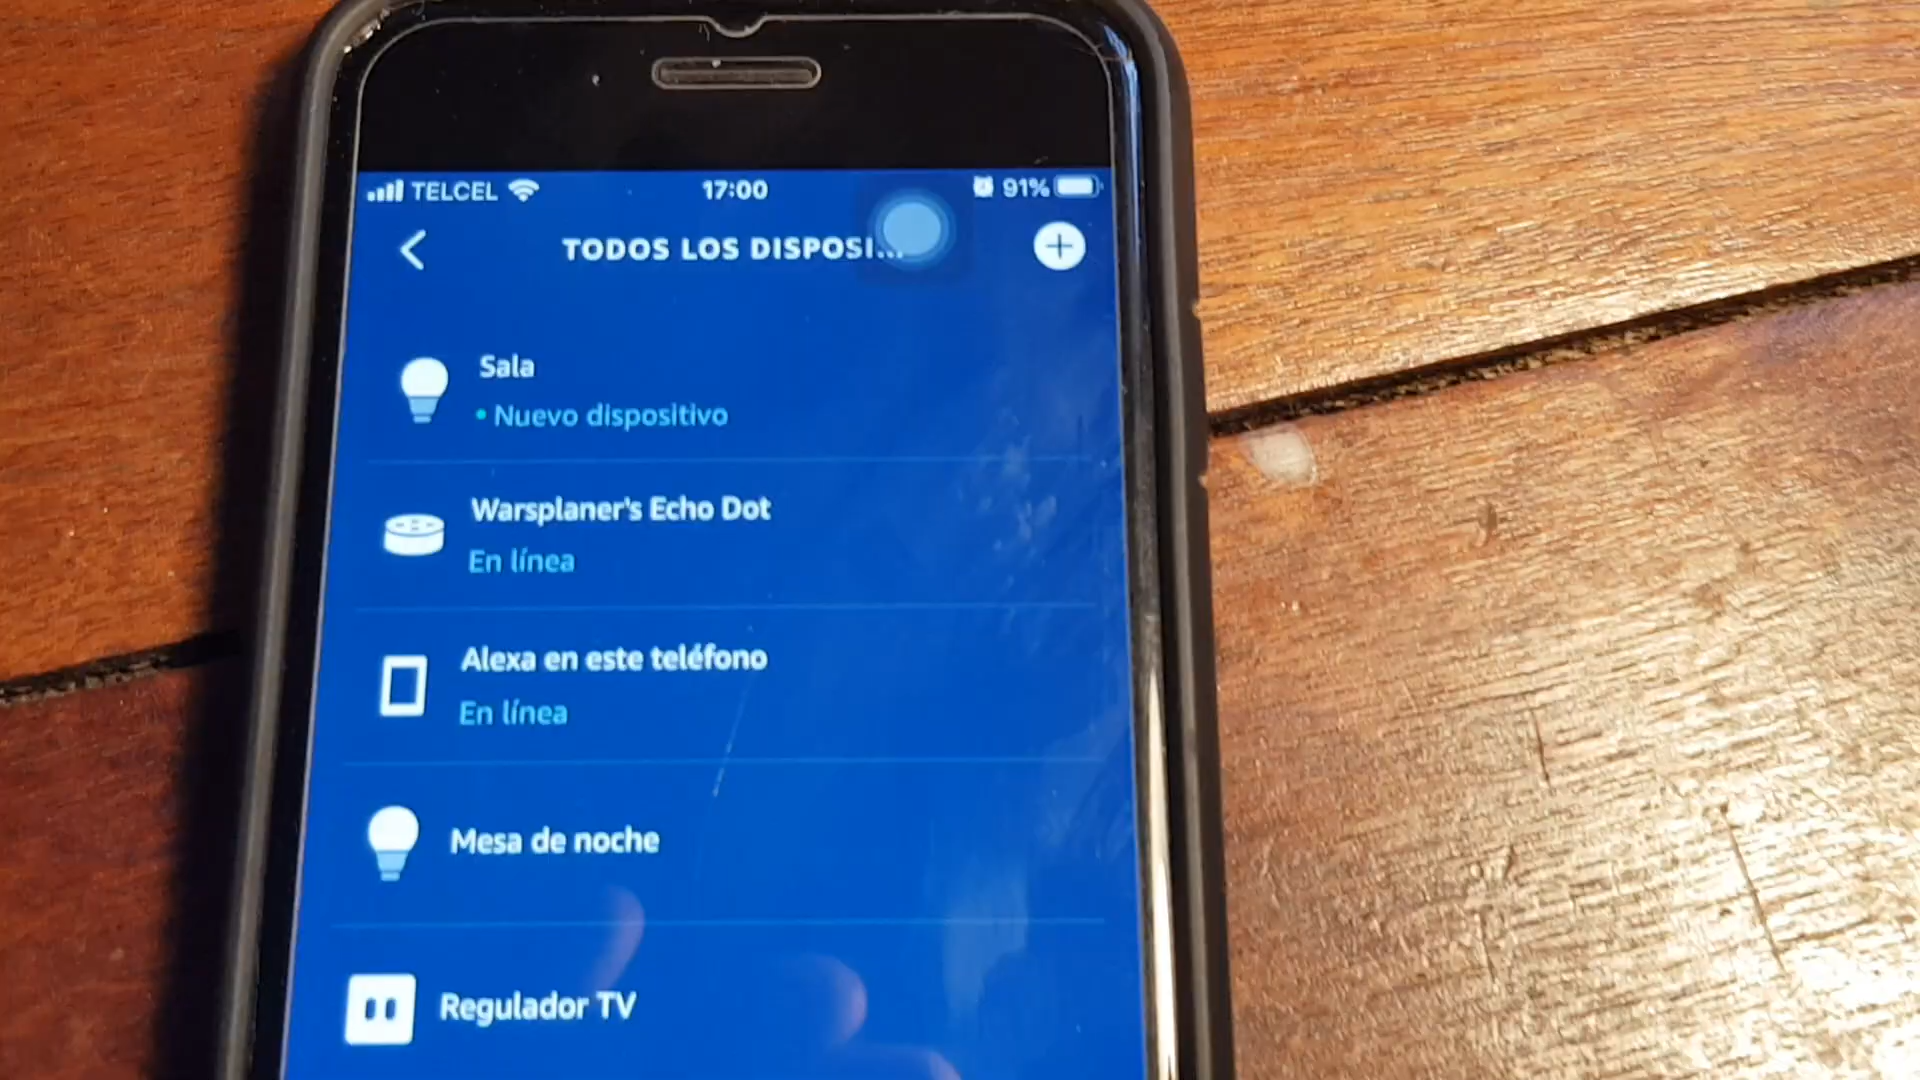 TELCEL 17:00 91%
TODOS LOS DISPOSI...
Sala
• Nuevo dispositivo
Warsplaner's Echo Dot
En línea
Alexa en este teléfono
En línea
Mesa de noche
Regulador TV